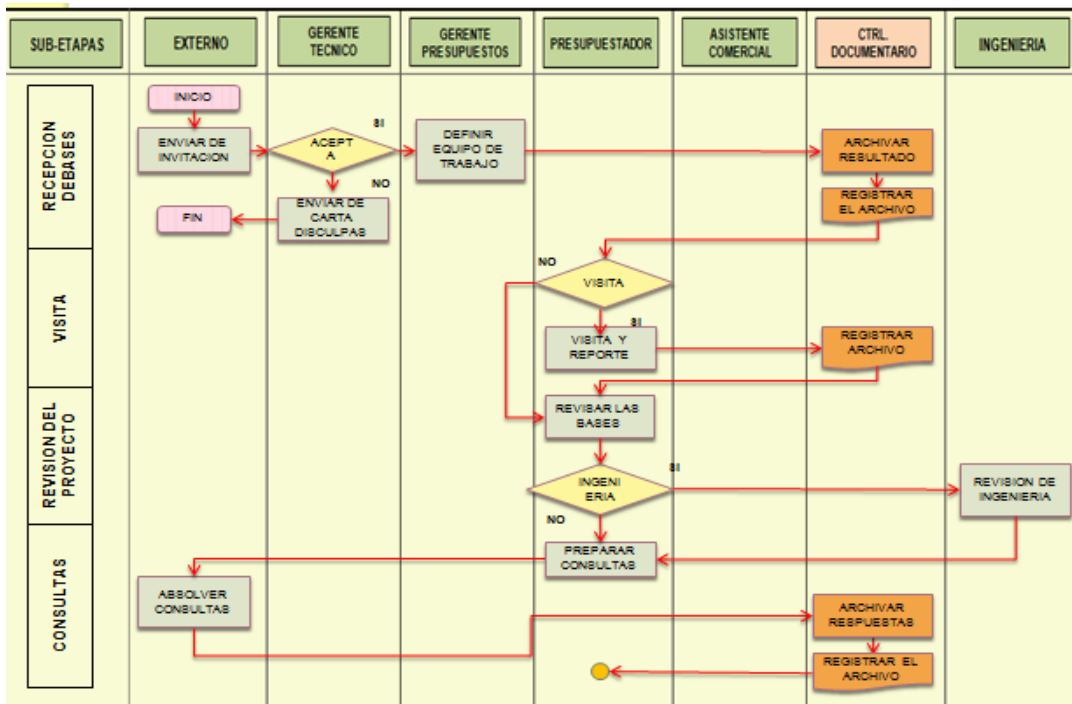 SUB-ETAPAS
EXTERNO
GERENTE
TECNICO
GERENTE
PRESUPUESTOS
PRESUPUESTADOR
ASISTENTE
COMERCIAL
CTRL.
DOCUMENTARIO
INGENIERIA
RECEPCION
DEBASES
INICIO
ENVIAR DE
INVITACION
ACEPT
A
SI
NO
DEFINIR
EQUIPO DE
TRABAJO
ARCHIVAR
RESULTADO
REGISTRAR
EL ARCHIVO
FIN
ENVIAR DE
CARTA
DISCULPAS
VISITA
NO
VISITA
SI
VISITA Y
REPORTE
REGISTRAR
ARCHIVO
REVISION DEL
PROYECTO
REVISAR LAS
BASES
SI
INGENI
ERIA
NO
REVISION DE
INGENIERIA
CONSULTAS
PREPARAR
CONSULTAS
ABSOLVER
CONSULTAS
ARCHIVAR
RESPUESTAS
REGISTRAR EL
ARCHIVO